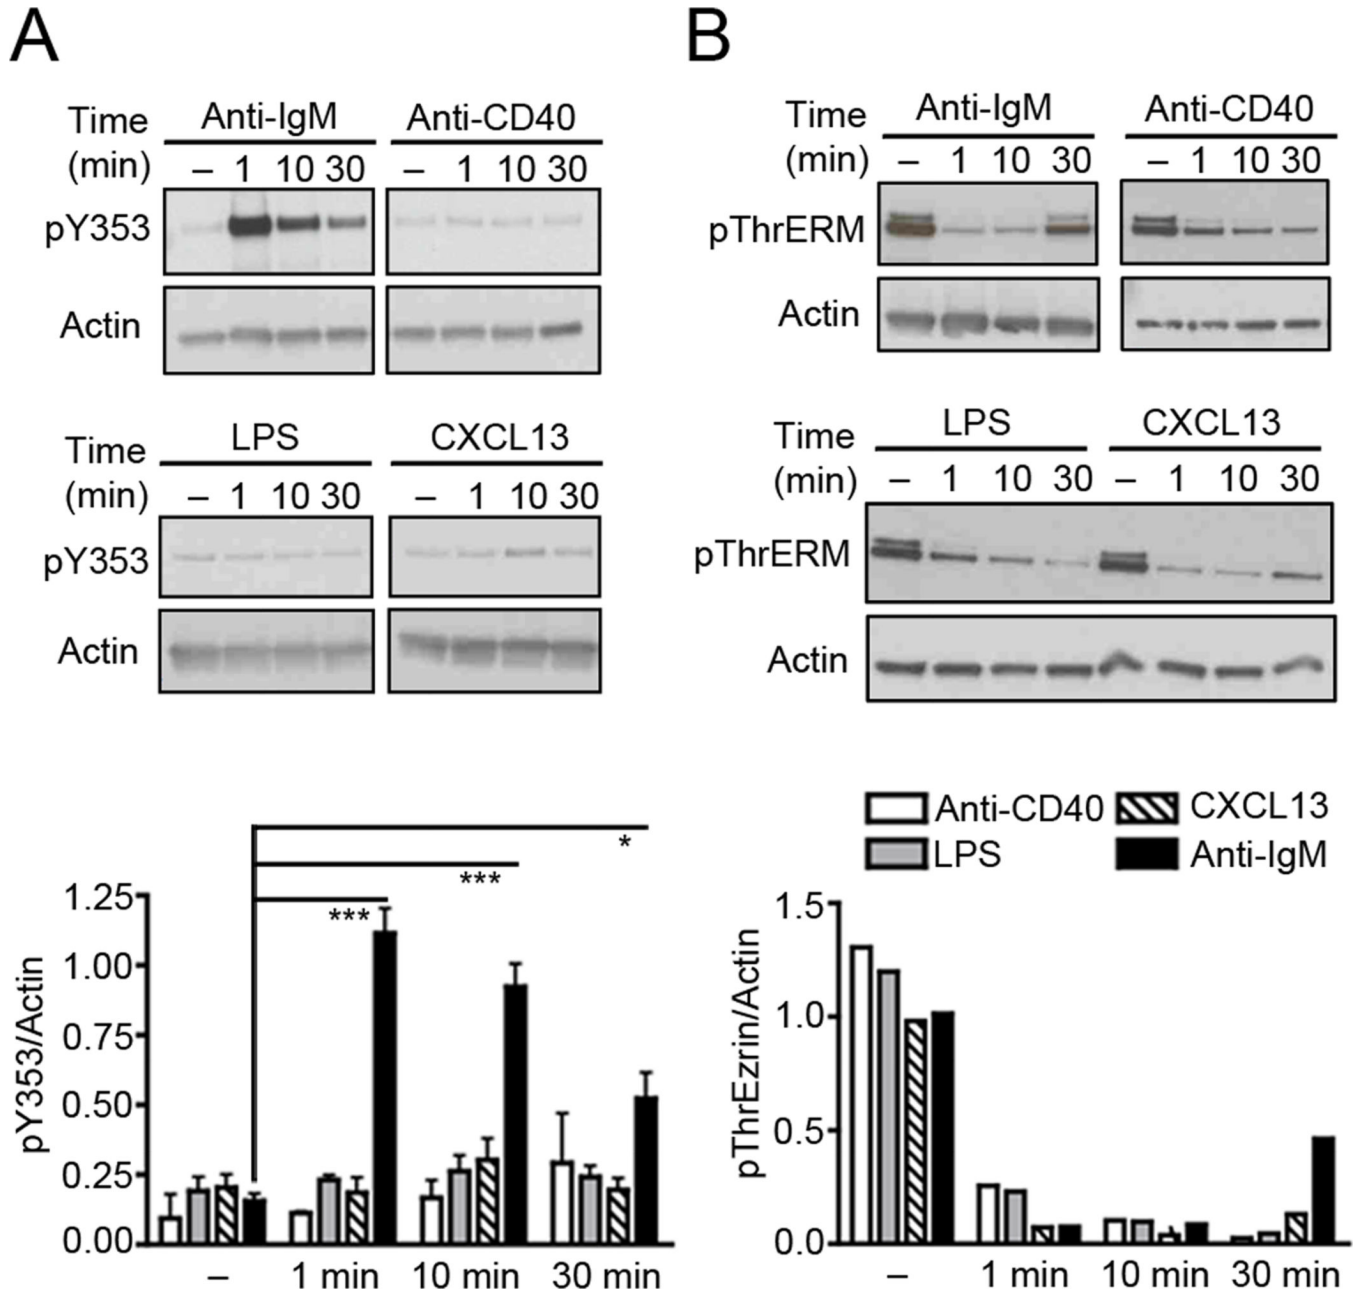 A
Time
(min)
Anti-IgM
Anti-CD40
– 1 10 30
– 1 10 30
pY353
Actin
Time
(min)
LPS
CXCL13
– 1 10 30
– 1 10 30
pY353
Actin
pY353/Actin
1.25
1.00
0.75
0.50
0.25
0.00
*
***
***
– 1 min 10 min 30 min
B
Time
(min)
Anti-IgM
Anti-CD40
– 1 10 30
– 1 10 30
pThrERM
Actin
Time
(min)
LPS
CXCL13
– 1 10 30
– 1 10 30
pThrERM
Actin
Anti-CD40
CXCL13
LPS
Anti-IgM
pThrEzrin/Actin
1.5
1.0
0.5
0.0
– 1 min 10 min 30 min